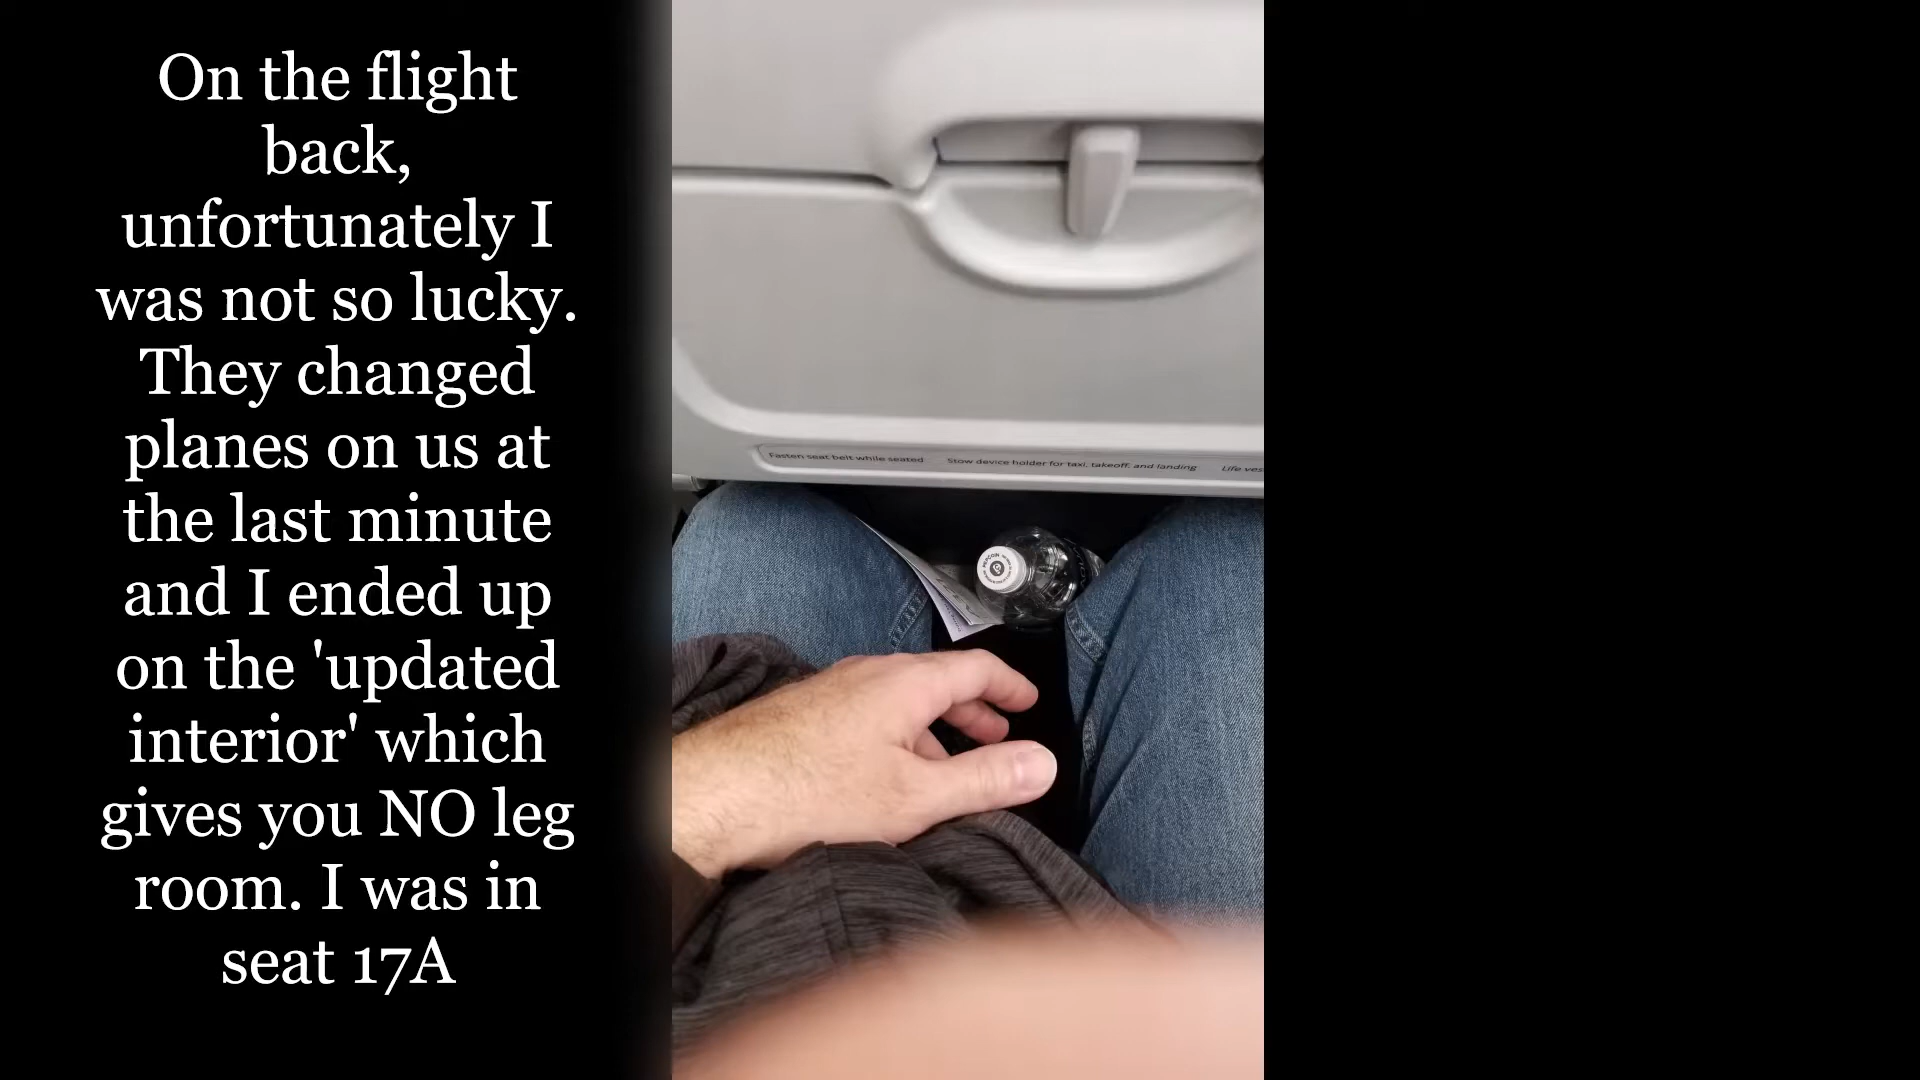 On the flight
back,
unfortunately I
was not so lucky.
They changed
planes on us at
the last minute
and I ended up
on the 'updated
interior' which
gives you NO leg
room. I was in
seat 17A
Fasten seat belt while seated Stow device holder for taxi, takeoff, and landing Life